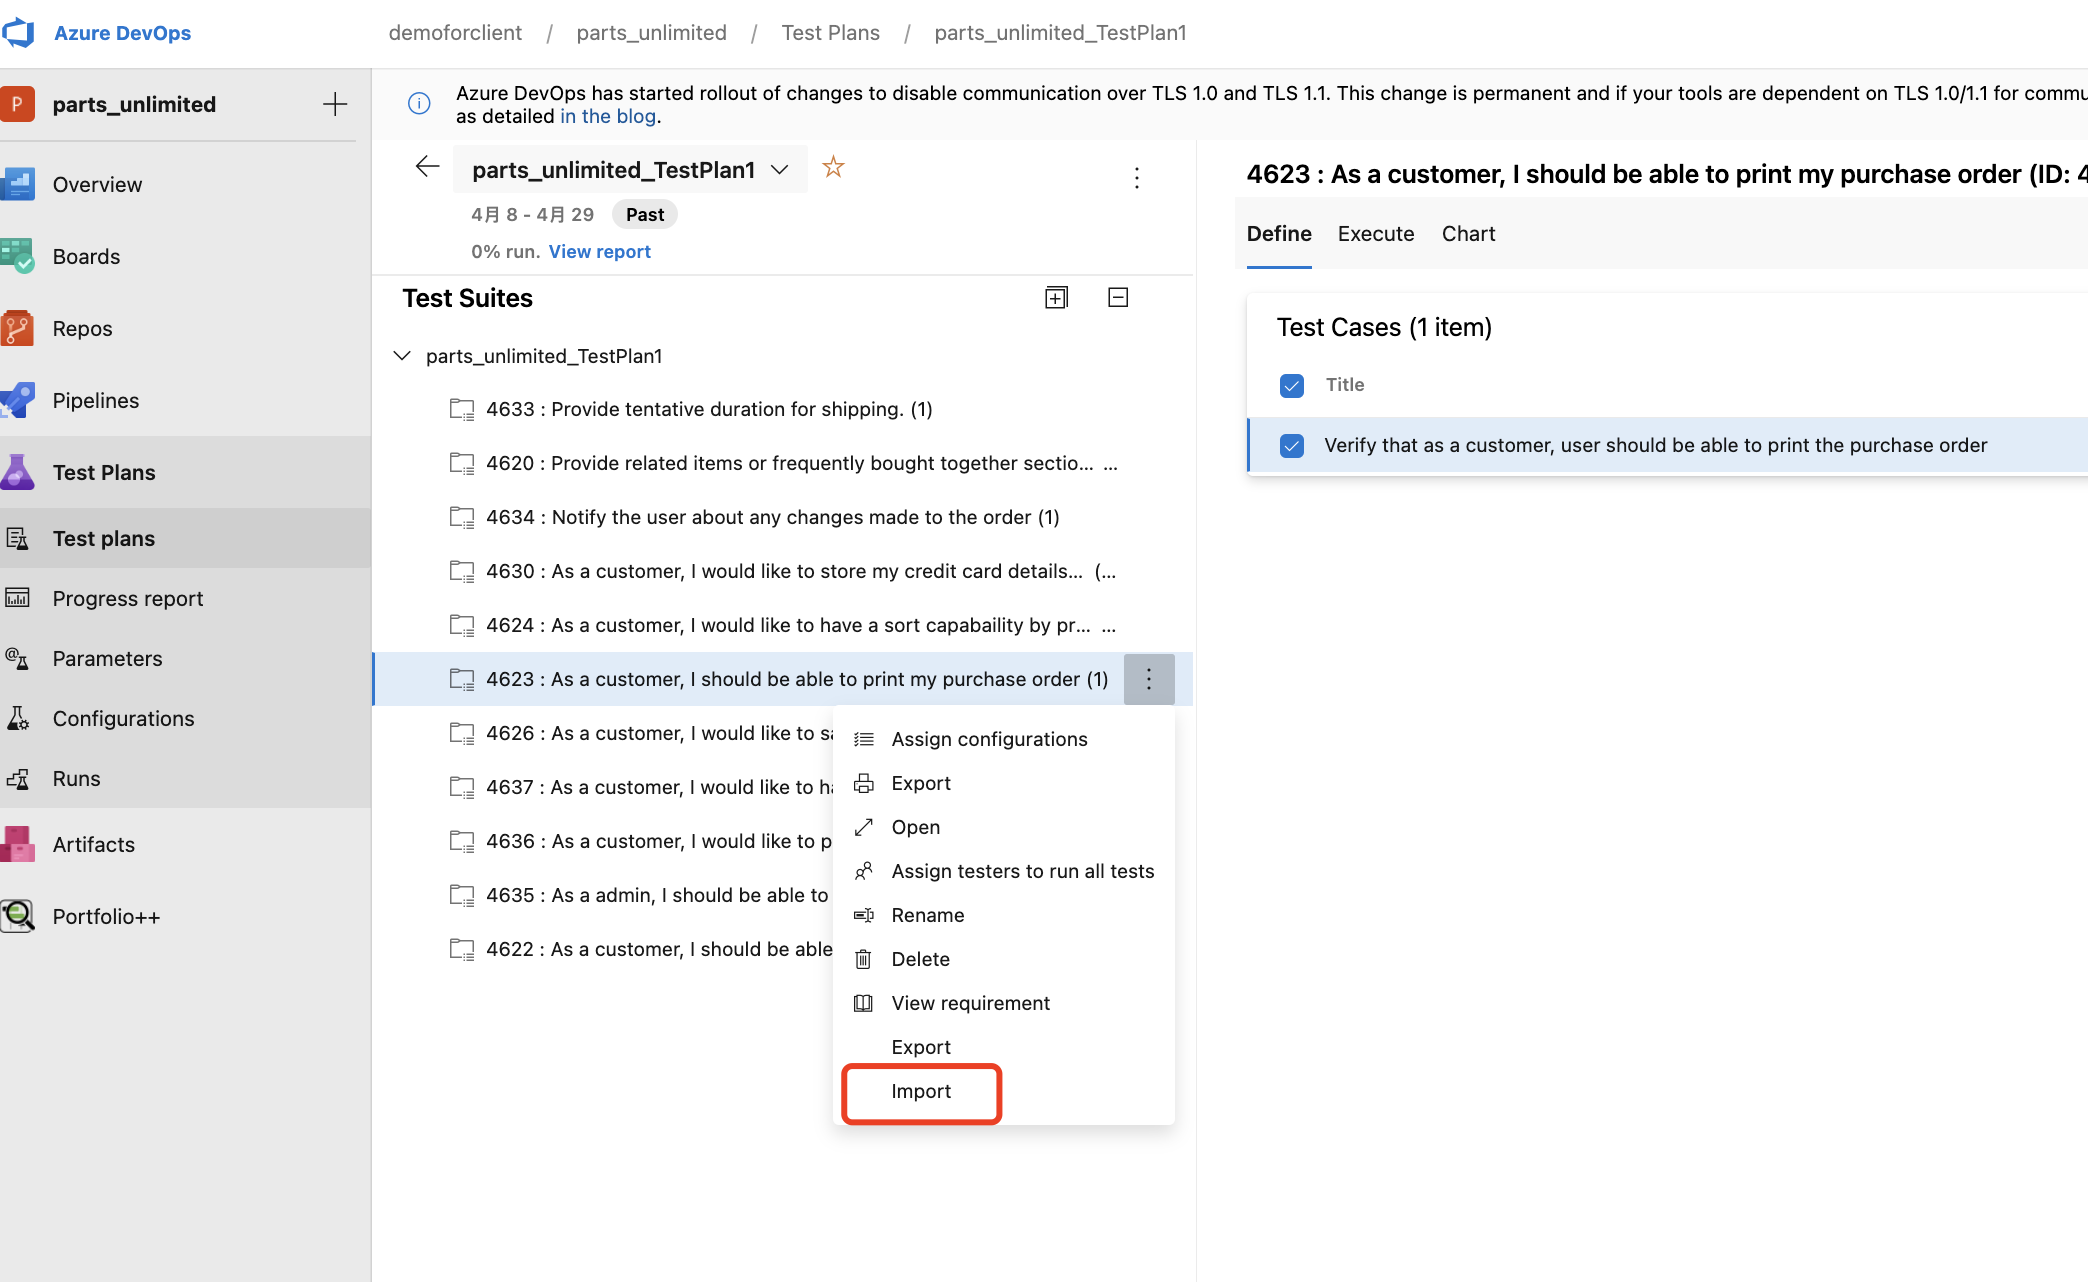 Azure DevOps
demoforclient / parts_unlimited / Test Plans / parts_unlimited_TestPlan1
P parts_unlimited
Overview
Boards
Repos
Pipelines
Test Plans
Test plans
Progress report
Parameters
Configurations
Runs
Artifacts
Portfolio++
Azure DevOps has started rollout of changes to disable communication over TLS 1.0 and TLS 1.1. This change is permanent and if your tools are dependent on TLS 1.0/1.1 for commu
as detailed in the blog.
parts_unlimited_TestPlan1
4月 8 - 4月 29 Past
0% run. View report
Test Suites
parts_unlimited_TestPlan1
4633 : Provide tentative duration for shipping. (1)
4620 : Provide related items or frequently bought together sectio... ...
4634 : Notify the user about any changes made to the order (1)
4630 : As a customer, I would like to store my credit card details... (...
4624 : As a customer, I would like to have a sort capabaility by pr... ...
4623 : As a customer, I should be able to print my purchase order (1)
4626 : As a customer, I would like to sa
4637 : As a customer, I would like to ha
4636 : As a customer, I would like to p
4635 : As a admin, I should be able to
4622 : As a customer, I should be able
Assign configurations
Export
Open
Assign testers to run all tests
Rename
Delete
View requirement
Export
Import
4623 : As a customer, I should be able to print my purchase order (ID: 4
Define Execute Chart
Test Cases (1 item)
Title
Verify that as a customer, user should be able to print the purchase order